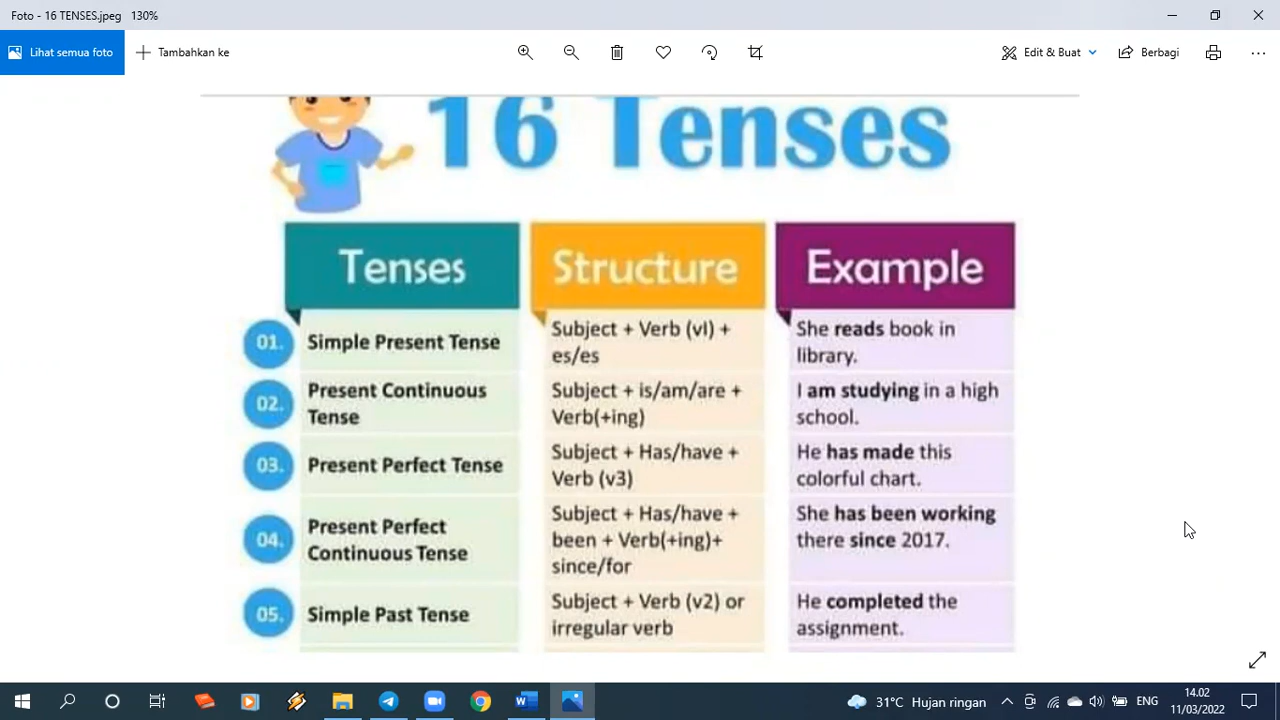 Foto - 16 TENSES.jpeg 130%
Lihat semua foto
Tambahkan ke
Edit & Buat
Berbagi
16 Tenses
Tenses
Structure
Example
01.
Simple Present Tense
Subject + Verb (vI) +
es/es
She reads book in
library.
02.
Present Continuous
Tense
Subject + is/am/are +
Verb(+ing)
I am studying in a high
school.
03.
Present Perfect Tense
Subject + Has/have +
Verb (v3)
He has made this
colorful chart.
04.
Present Perfect
Continuous Tense
Subject + Has/have +
been + Verb(+ing)+
since/for
She has been working
there since 2017.
05.
Simple Past Tense
Subject + Verb (v2) or
irregular verb
He completed the
assignment.
31°C Hujan ringan
ENG
14.02
11/03/2022